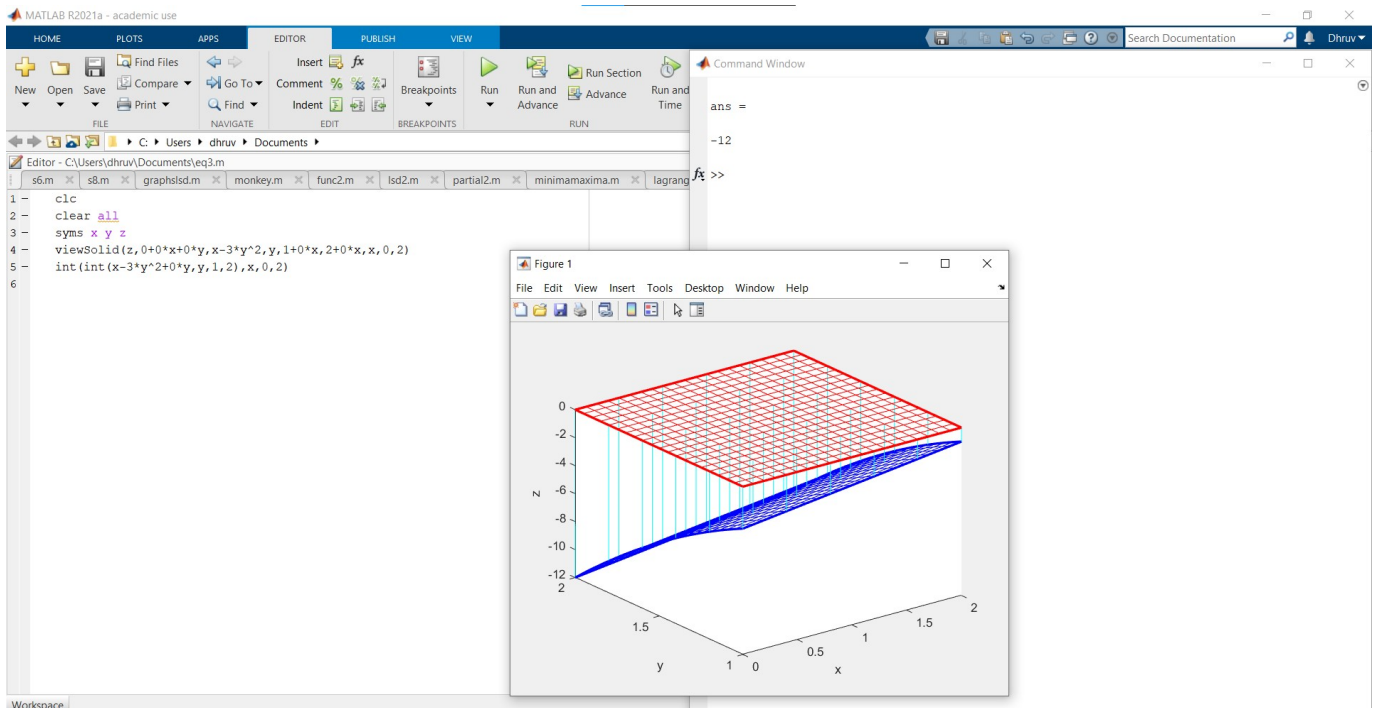 MATLAB R2021a - academic use
HOME PLOTS APPS EDITOR PUBLISH VIEW Search Documentation Dhruv
New Open Save Find Files Compare Print Go To Find Insert fx Comment Indent Breakpoints Run Run and Advance Run Section Advance Run and Time
FILE NAVIGATE EDIT BREAKPOINTS RUN
C: Users dhruv Documents
Editor - C:\Users\dhruv\Documents\eq3.m
s6.m s8.m graphslsd.m monkey.m func2.m lsd2.m partial2.m minimamaxima.m lagrang
1 clc
2 clear all
3 syms x y z
4 viewSolid(z,0+0*x+0*y,x-3*y^2,y,1+0*x,2+0*x,x,0,2)
5 int(int(x-3*y^2+0*y,y,1,2),x,0,2)
6
Command Window
ans =
-12
fx >>
Figure 1
File Edit View Insert Tools Desktop Window Help
0
-2
-4
-6
-8
-10
-12
z
2
1.5
1
y
0
0.5
1
1.5
2
x
Workspace